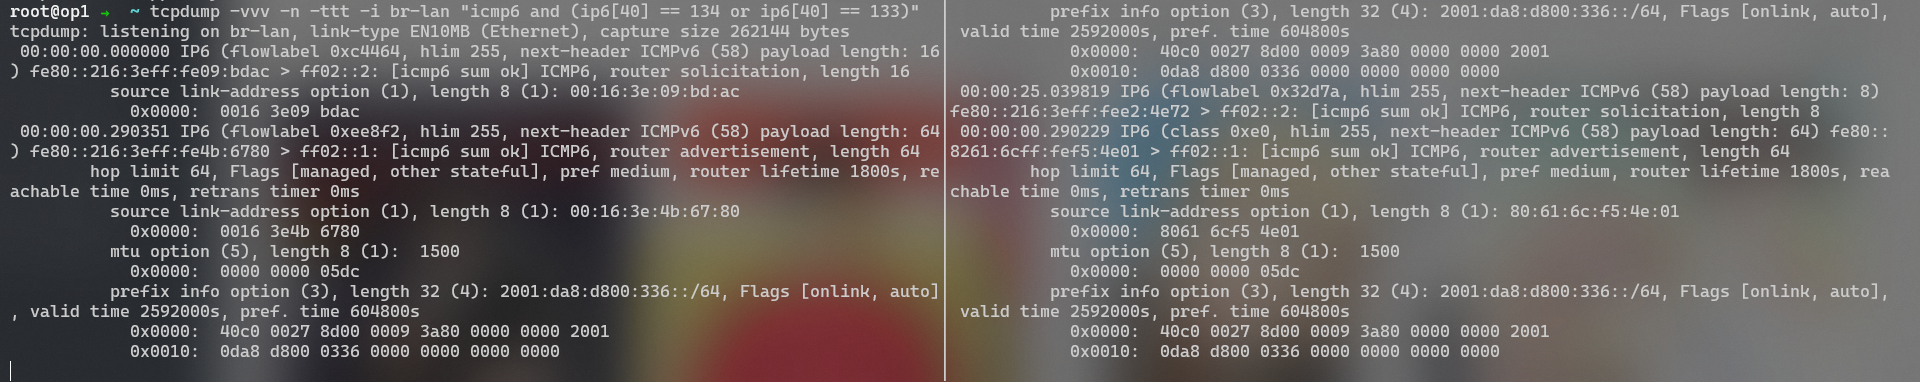 root@op1 → ~ tcpdump -vvv -n -ttt -i br-lan "icmp6 and (ip6[40] == 134 or ip6[40] == 133)"
tcpdump: listening on br-lan, link-type EN10MB (Ethernet), capture size 262144 bytes
00:00:00.000000 IP6 (flowlabel 0xc4464, hlim 255, next-header ICMPv6 (58) payload length: 16
) fe80::216:3eff:fe09:bdac > ff02::2: [icmp6 sum ok] ICMP6, router solicitation, length 16
source link-address option (1), length 8 (1): 00:16:3e:09:bd:ac
0x0000: 0016 3e09 bdac
00:00:00.290351 IP6 (flowlabel 0xee8f2, hlim 255, next-header ICMPv6 (58) payload length: 64
) fe80::216:3eff:fe4b:6780 > ff02::1: [icmp6 sum ok] ICMP6, router advertisement, length 64
hop limit 64, Flags [managed, other stateful], pref medium, router lifetime 1800s, re
achable time 0ms, retrans timer 0ms
source link-address option (1), length 8 (1): 00:16:3e:4b:67:80
0x0000: 0016 3e4b 6780
mtu option (5), length 8 (1): 1500
0x0000: 0000 0000 05dc
prefix info option (3), length 32 (4): 2001:da8:d800:336::/64, Flags [onlink, auto]
, valid time 2592000s, pref. time 604800s
0x0000: 40c0 0027 8d00 0009 3a80 0000 0000 2001
0x0010: 0da8 d800 0336 0000 0000 0000 0000
prefix info option (3), length 32 (4): 2001:da8:d800:336::/64, Flags [onlink, auto],
valid time 2592000s, pref. time 604800s
0x0000: 40c0 0027 8d00 0009 3a80 0000 0000 2001
0x0010: 0da8 d800 0336 0000 0000 0000 0000
00:00:25.039819 IP6 (flowlabel 0x32d7a, hlim 255, next-header ICMPv6 (58) payload length: 8)
fe80::216:3eff:fee2:4e72 > ff02::2: [icmp6 sum ok] ICMP6, router solicitation, length 8
00:00:00.290229 IP6 (class 0xe0, hlim 255, next-header ICMPv6 (58) payload length: 64) fe80::
8261:6cff:fef5:4e01 > ff02::1: [icmp6 sum ok] ICMP6, router advertisement, length 64
hop limit 64, Flags [managed, other stateful], pref medium, router lifetime 1800s, rea
chable time 0ms, retrans timer 0ms
source link-address option (1), length 8 (1): 80:61:6c:f5:4e:01
0x0000: 8061 6cf5 4e01
mtu option (5), length 8 (1): 1500
0x0000: 0000 0000 05dc
prefix info option (3), length 32 (4): 2001:da8:d800:336::/64, Flags [onlink, auto],
valid time 2592000s, pref. time 604800s
0x0000: 40c0 0027 8d00 0009 3a80 0000 0000 2001
0x0010: 0da8 d800 0336 0000 0000 0000 0000